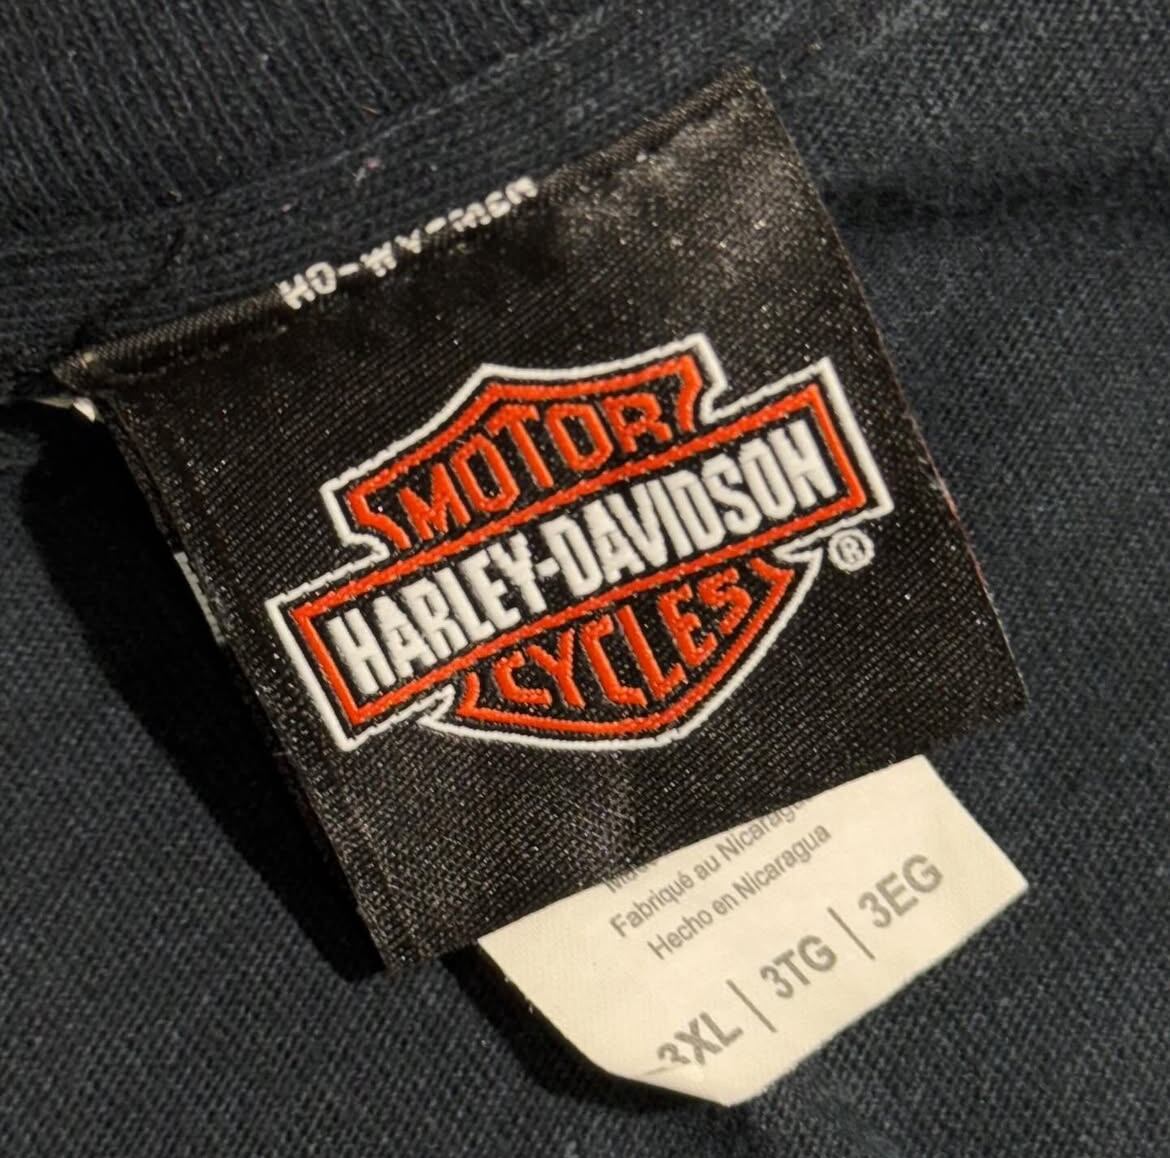 MOTOR
HARLEY-DAVIDSON
®
CYCLES
Fabriqué au Nicaragua
Hecho en Nicaragua
3XL | 3TG | 3EG